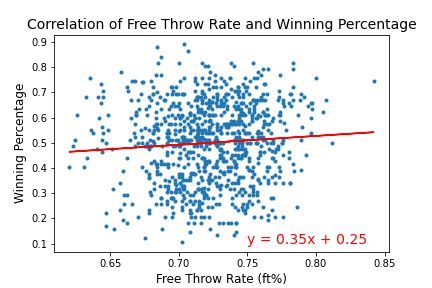 Correlation of Free Throw Rate and Winning Percentage
0.9
0.8
0.7
0.6
0.5
0.4
0.3
0.2
0.1
Winning Percentage
y = 0.35x + 0.25
0.65 0.70 0.75 0.80 0.85
Free Throw Rate (ft%)